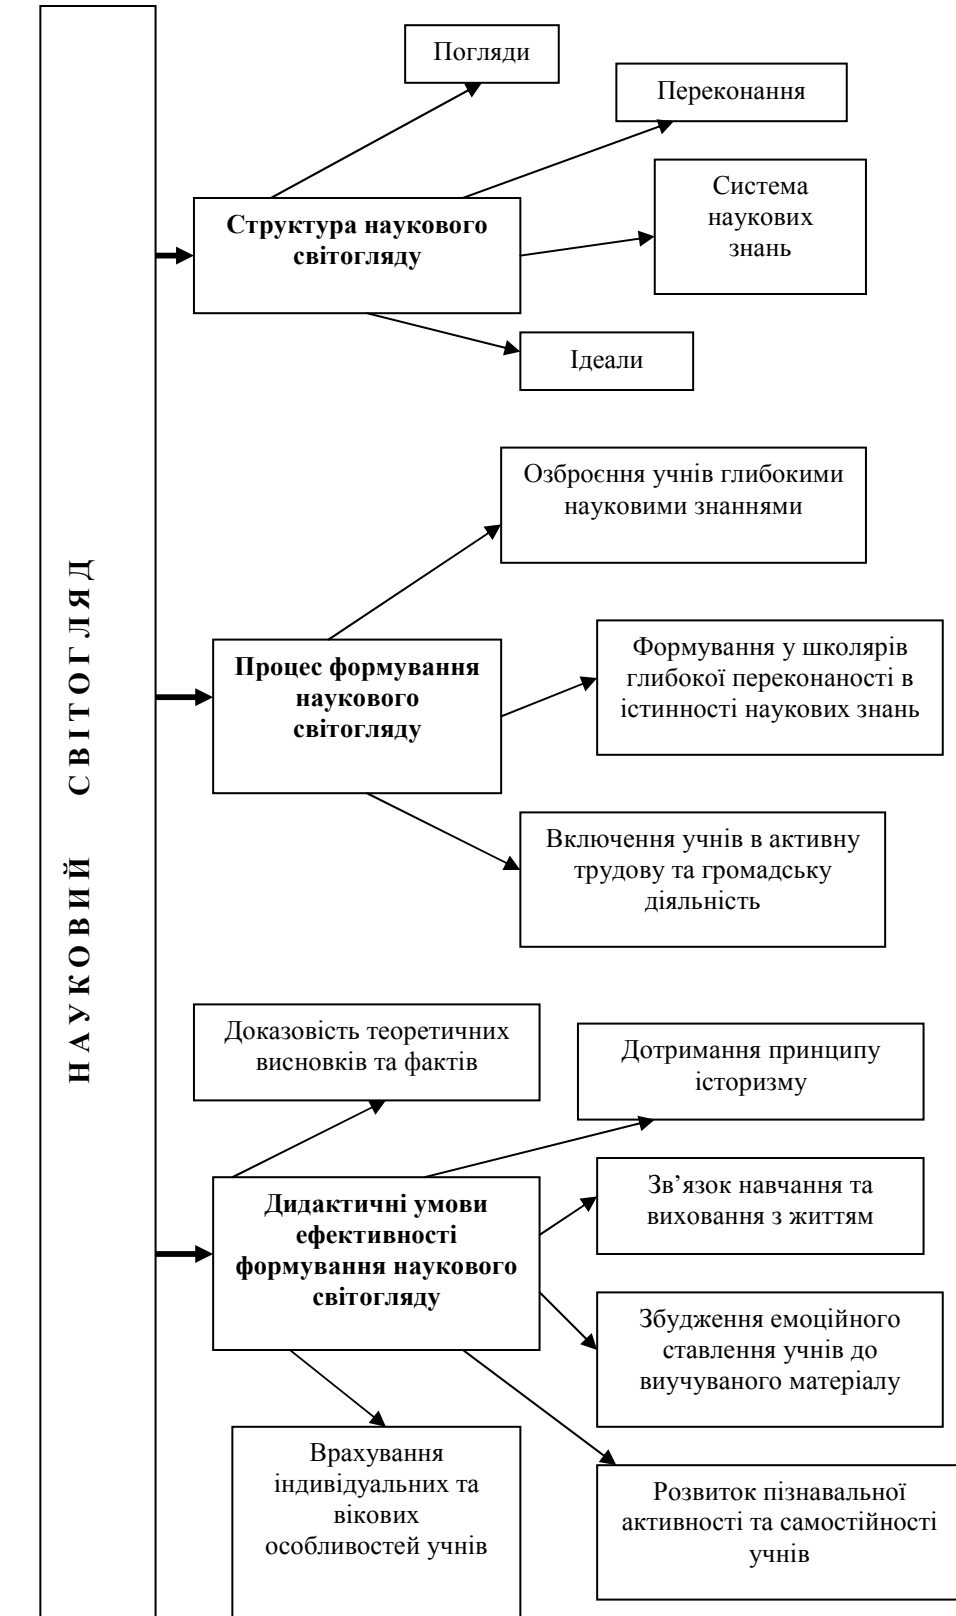 НАУКОВИЙ СВІТОГЛЯД
Погляди
Переконання
Система
наукових
знань
Структура наукового
світогляду
Ідеали
Озброєння учнів глибокими
науковими знаннями
Процес формування
наукового
світогляду
Формування у школярів
глибокої переконаності в
істинності наукових знань
Включення учнів в активну
трудову та громадську
діяльність
Доказовість теоретичних
висновків та фактів
Дотримання принципу
історизму
Дидактичні умови
ефективності
формування наукового
світогляду
Зв’язок навчання та
виховання з життям
Збудження емоційного
ставлення учнів до
виучуваного матеріалу
Врахування
індивідуальних та
вікових
особливостей учнів
Розвиток пізнавальної
активності та самостійності
учнів